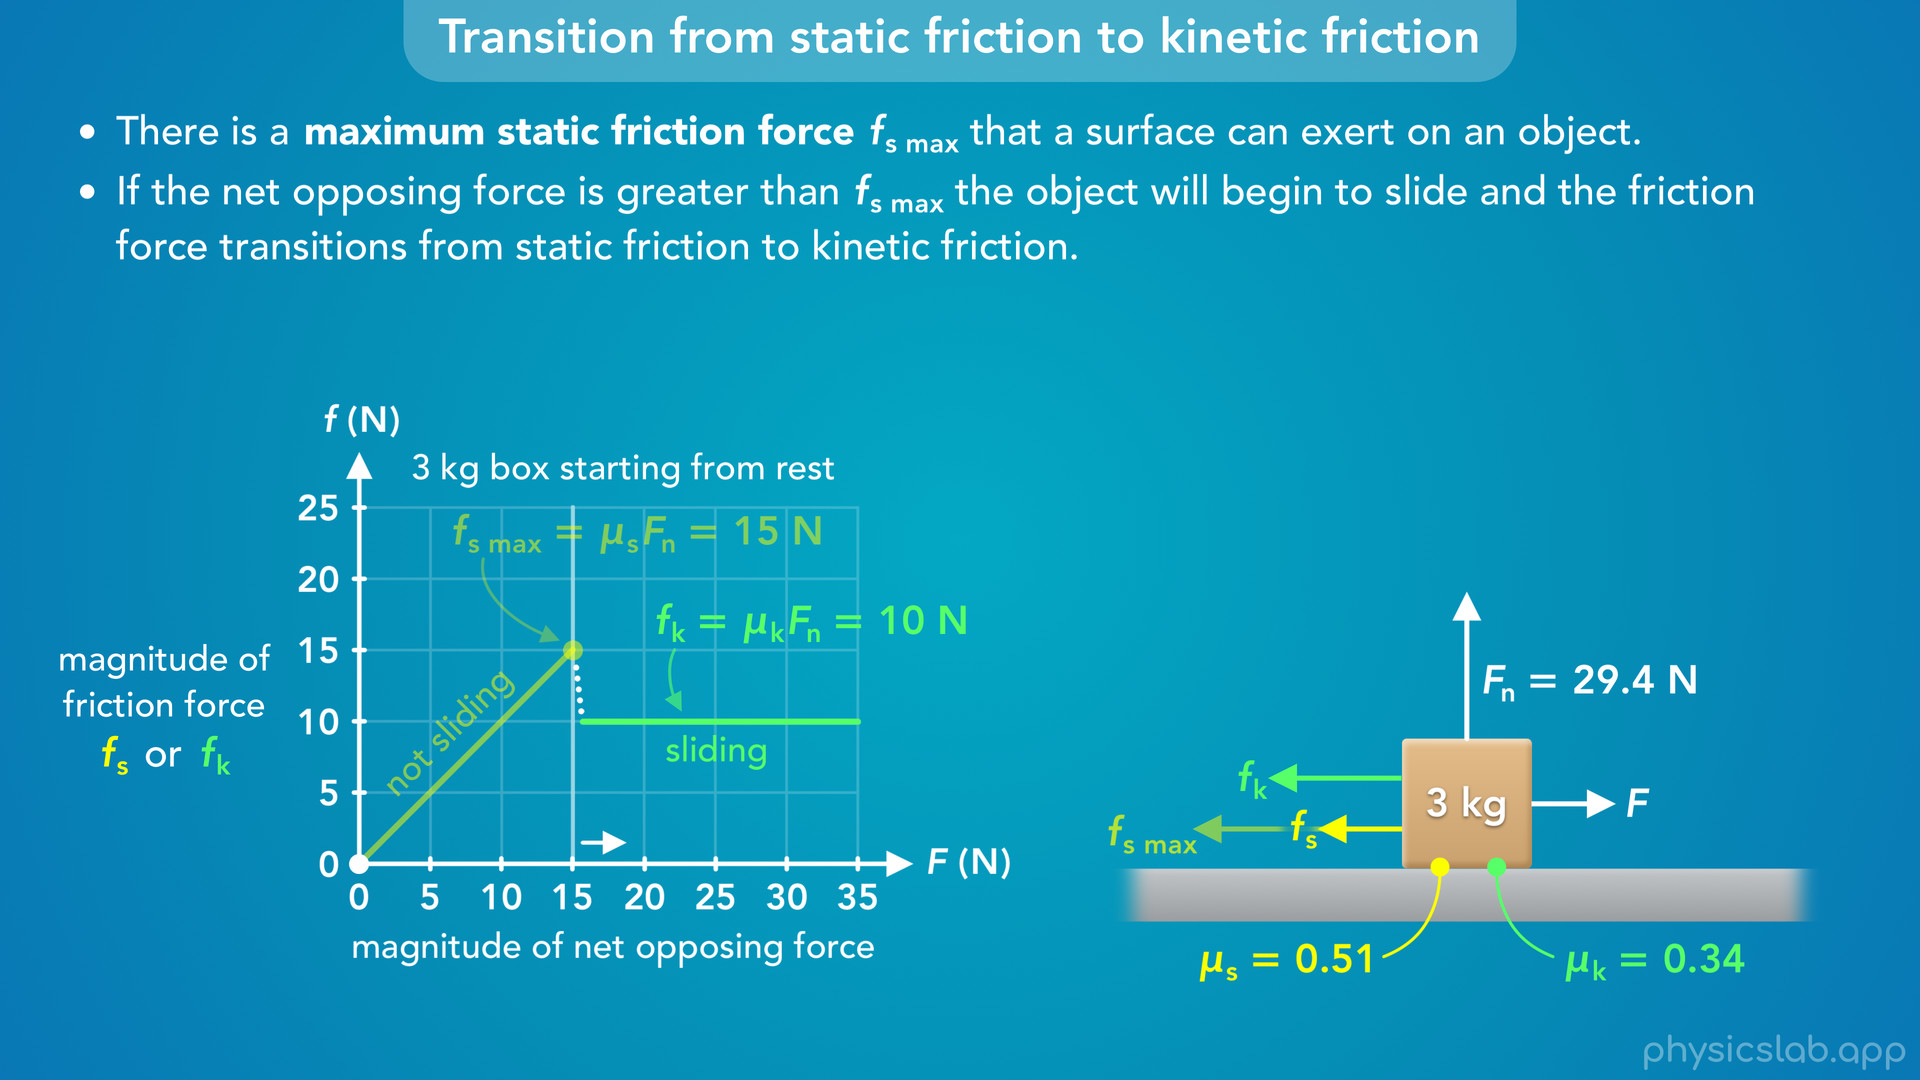 Transition from static friction to kinetic friction
• There is a maximum static friction force fs max that a surface can exert on an object.
• If the net opposing force is greater than fs max the object will begin to slide and the friction
force transitions from static friction to kinetic friction.
f (N)
3 kg box starting from rest
25
20
15
10
5
0
fs max = μsFn = 15 N
fk = μkFn = 10 N
not sliding
sliding
magnitude of
friction force
fs or fk
0 5 10 15 20 25 30 35
F (N)
magnitude of net opposing force
Fn = 29.4 N
fk
3 kg
F
fs max
fs
μs = 0.51
μk = 0.34
physicslab.app